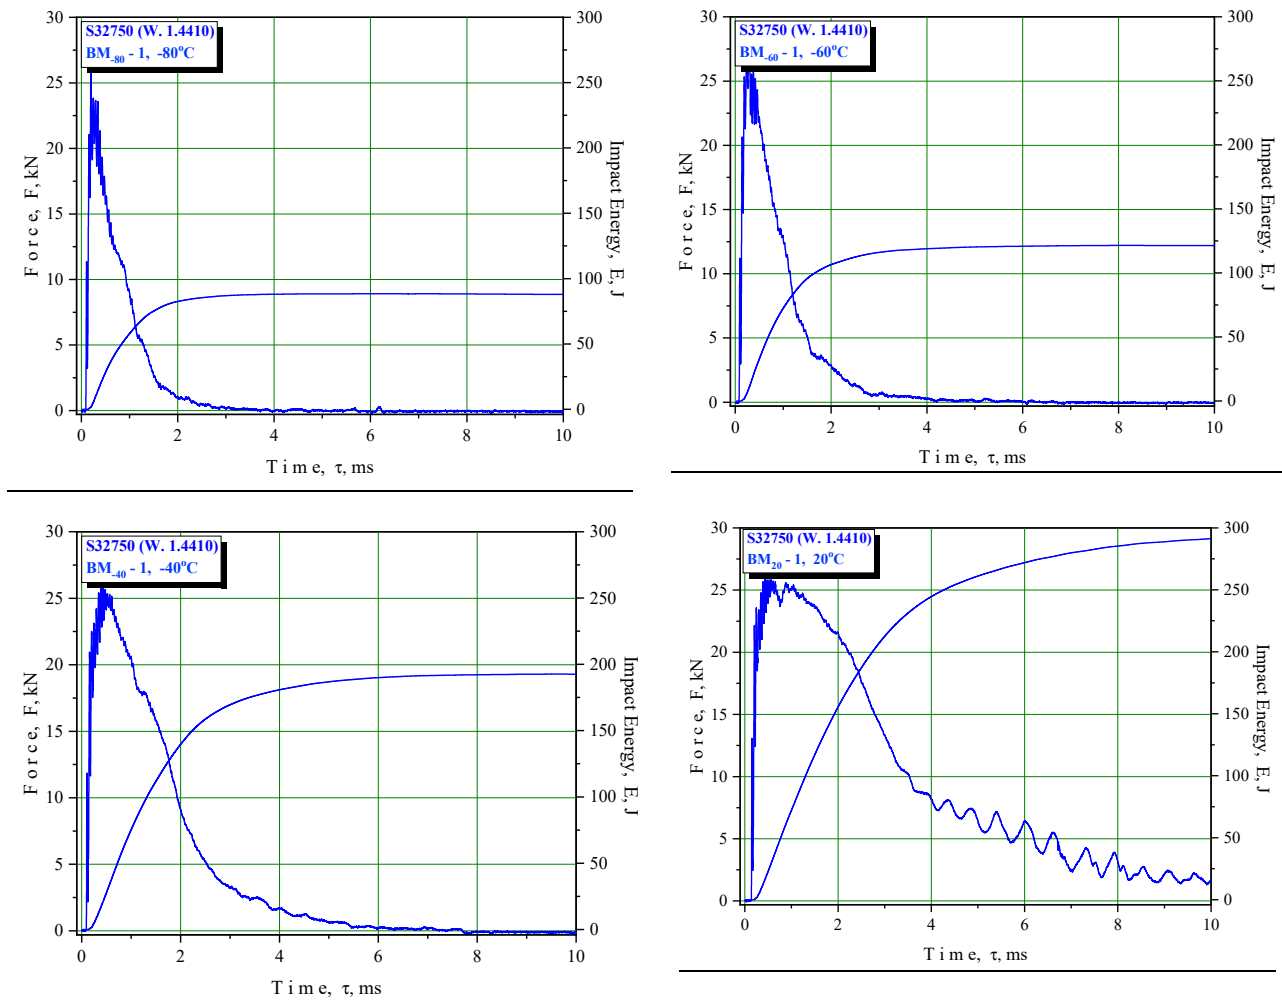 S32750 (W. 1.4410)
BM-80 - 1, -80°C
30
25
20
15
10
5
0
Force, F, kN
300
250
200
150
100
50
0
Impact Energy, E, J
0 2 4 6 8 10
Time, τ, ms
S32750 (W. 1.4410)
BM-60 - 1, -60°C
30
25
20
15
10
5
0
Force, F, kN
300
250
200
150
100
50
0
Impact Energy, E, J
0 2 4 6 8 10
Time, τ, ms
S32750 (W. 1.4410)
BM-40 - 1, -40°C
30
25
20
15
10
5
0
Force, F, kN
300
250
200
150
100
50
0
Impact Energy, E, J
0 2 4 6 8 10
Time, τ, ms
S32750 (W. 1.4410)
BM20 - 1, 20°C
30
25
20
15
10
5
0
Force, F, kN
300
250
200
150
100
50
0
Impact Energy, E, J
0 2 4 6 8 10
Time, τ, ms